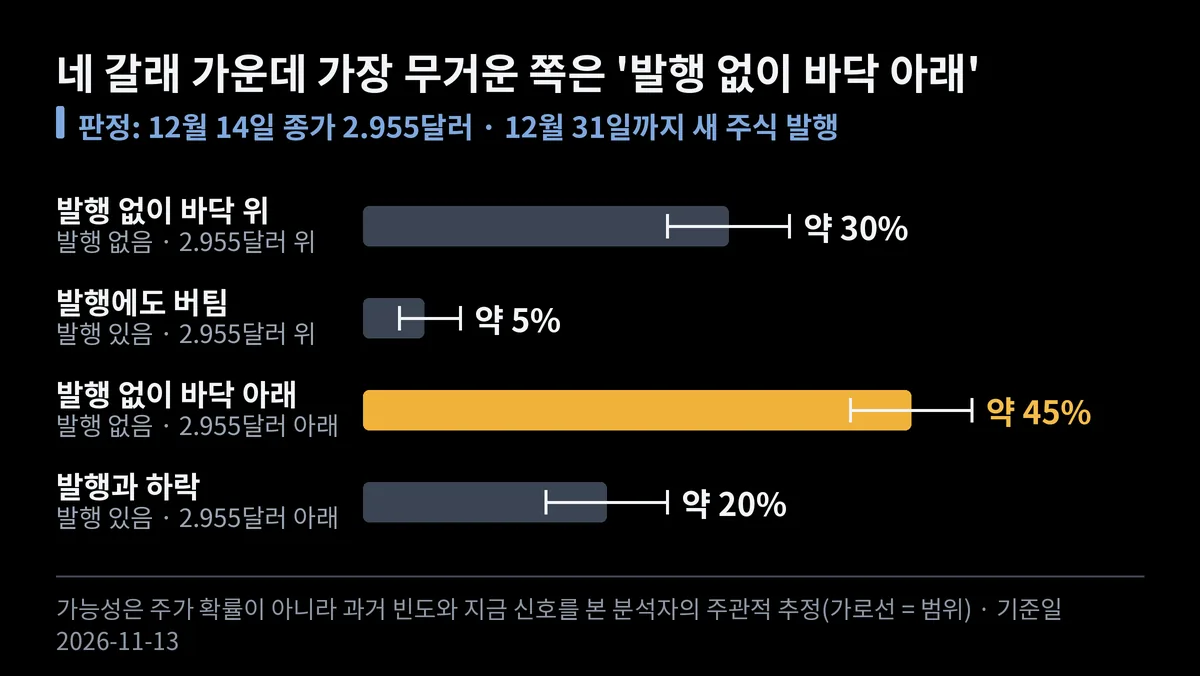 네 갈래 가운데 가장 무거운 쪽은 '발행 없이 바닥 아래'
판정: 12월 14일 종가 2.955달러 · 12월 31일까지 새 주식 발행
발행 없이 바닥 위
발행 없음 · 2.955달러 위
약 30%
발행에도 버팀
발행 있음 · 2.955달러 위
약 5%
발행 없이 바닥 아래
발행 없음 · 2.955달러 아래
약 45%
발행과 하락
발행 있음 · 2.955달러 아래
약 20%
가능성은 주가 확률이 아니라 과거 빈도와 지금 신호를 본 분석자의 주관적 추정(가로선 = 범위) · 기준일
2026-11-13